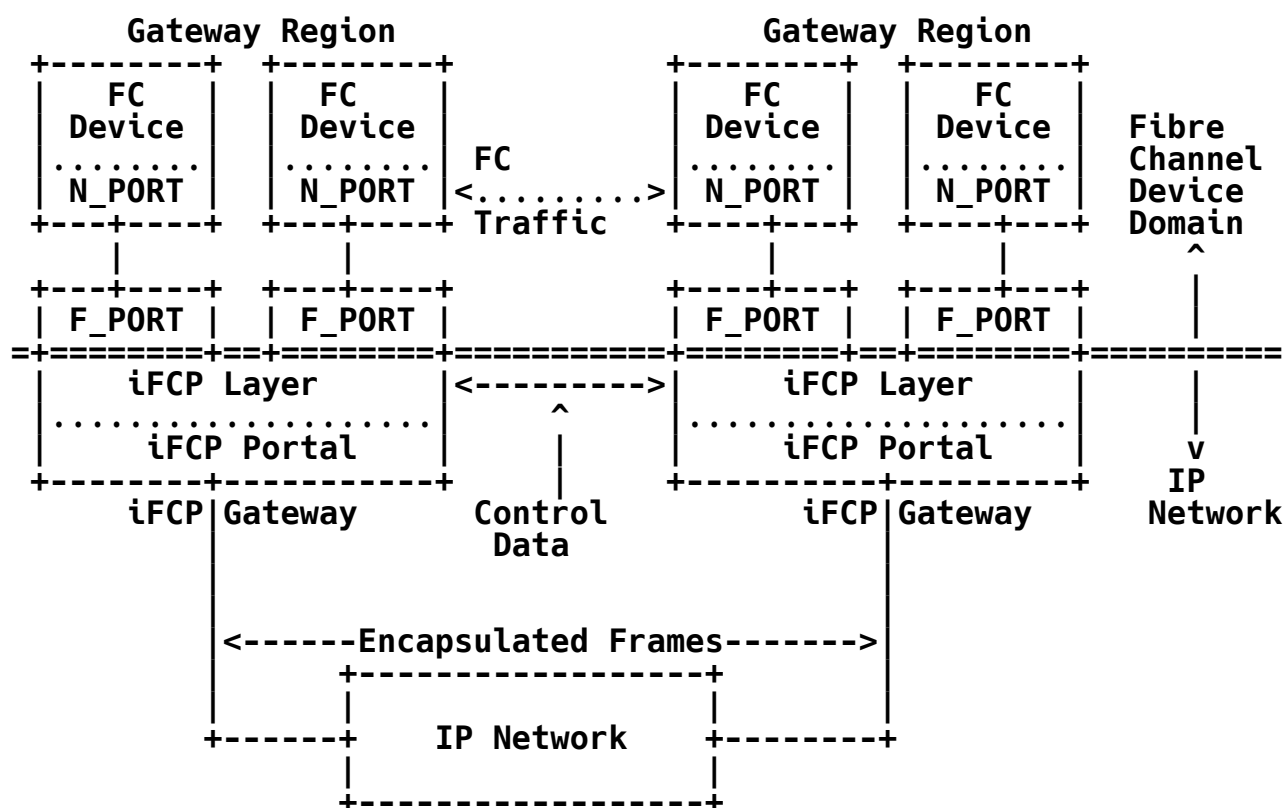 Gateway Region Gateway Region
FC FC FC FC
Device Device Device Device Fibre
FC Channel
N_PORT N_PORT N_PORT N_PORT Device
Traffic Domain
F_PORT F_PORT F_PORT F_PORT
iFCP Layer iFCP Layer
iFCP Portal iFCP Portal
IP
iFCP Gateway Control iFCP Gateway Network
Data
Encapsulated Frames
IP Network